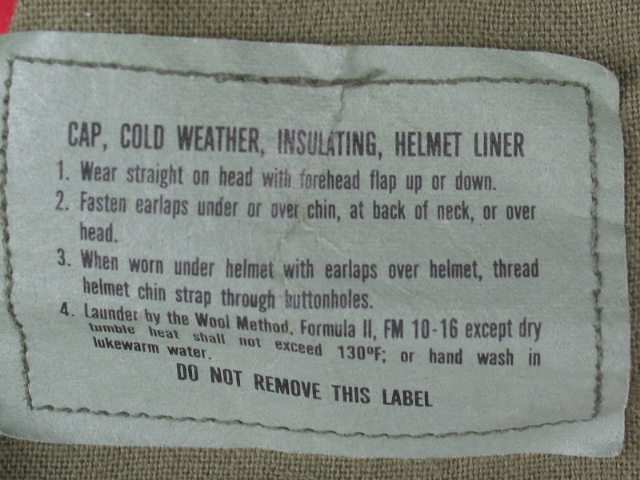 CAP, COLD WEATHER, INSULATING, HELMET LINER
1. Wear straight on head with forehead flap up or down.
2. Fasten earlaps under or over chin, at back of neck, or over
head.
3. When worn under helmet with earlaps over helmet, thread
helmet chin strap through buttonholes.
4. Launder by the Wool Method. Formula II, FM 10-16 except dry
tumble heat shall not exceed 130ºF; or hand wash in
lukewarm water.
DO NOT REMOVE THIS LABEL